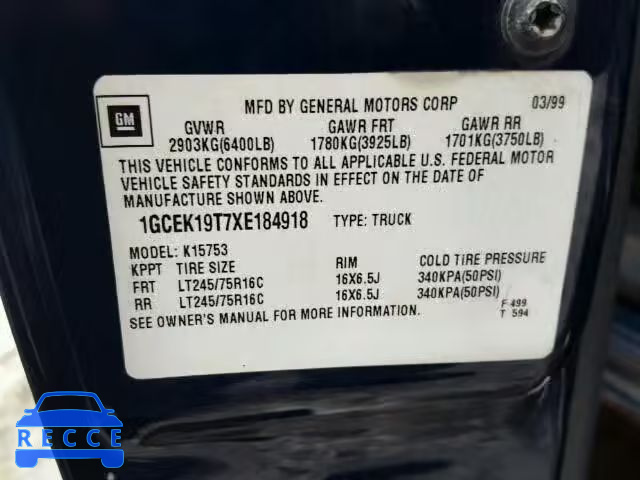 GM
MFD BY GENERAL MOTORS CORP 03/99
GVWR GAWR FRT GAWR RR
2903KG(6400LB) 1780KG(3925LB) 1701KG(3750LB)
THIS VEHICLE CONFORMS TO ALL APPLICABLE U.S. FEDERAL MOTOR
VEHICLE SAFETY STANDARDS IN EFFECT ON THE DATE OF
MANUFACTURE SHOWN ABOVE.
1GCEK19T7XE184918 TYPE: TRUCK
MODEL: K15753
KPPT TIRE SIZE RIM COLD TIRE PRESSURE
FRT LT245/75R16C 16X6.5J 340KPA(50PSI)
RR LT245/75R16C 16X6.5J 340KPA(50PSI)
SEE OWNER'S MANUAL FOR MORE INFORMATION.
F 499
T 594
RECCE